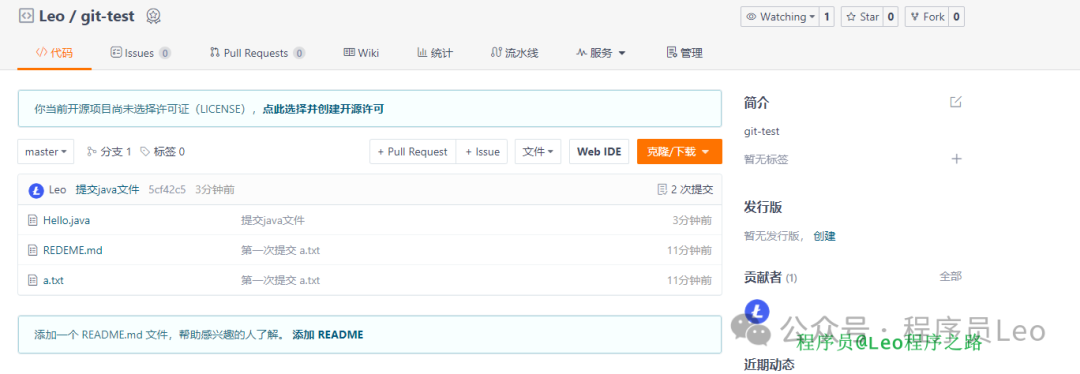 Leo / git-test
Watching 1 Star 0 Fork 0
代码 Issues 0 Pull Requests 0 Wiki 统计 流水线 服务 管理
你当前开源项目尚未选择许可证（LICENSE），点此选择并创建开源许可
master 分支 1 标签 0 + Pull Request + Issue 文件 Web IDE 克隆/下载
Leo 提交java文件 5cf42c5 3分钟前 2 次提交
Hello.java 提交java文件 3分钟前
REDEME.md 第一次提交 a.txt 11分钟前
a.txt 第一次提交 a.txt 11分钟前
添加一个 README.md 文件，帮助感兴趣的人了解。 添加 README
简介
git-test
暂无标签
发行版
暂无发行版，创建
贡献者 (1) 全部
公众号 · 程序员Leo
程序员@Leo程序之路
近期动态